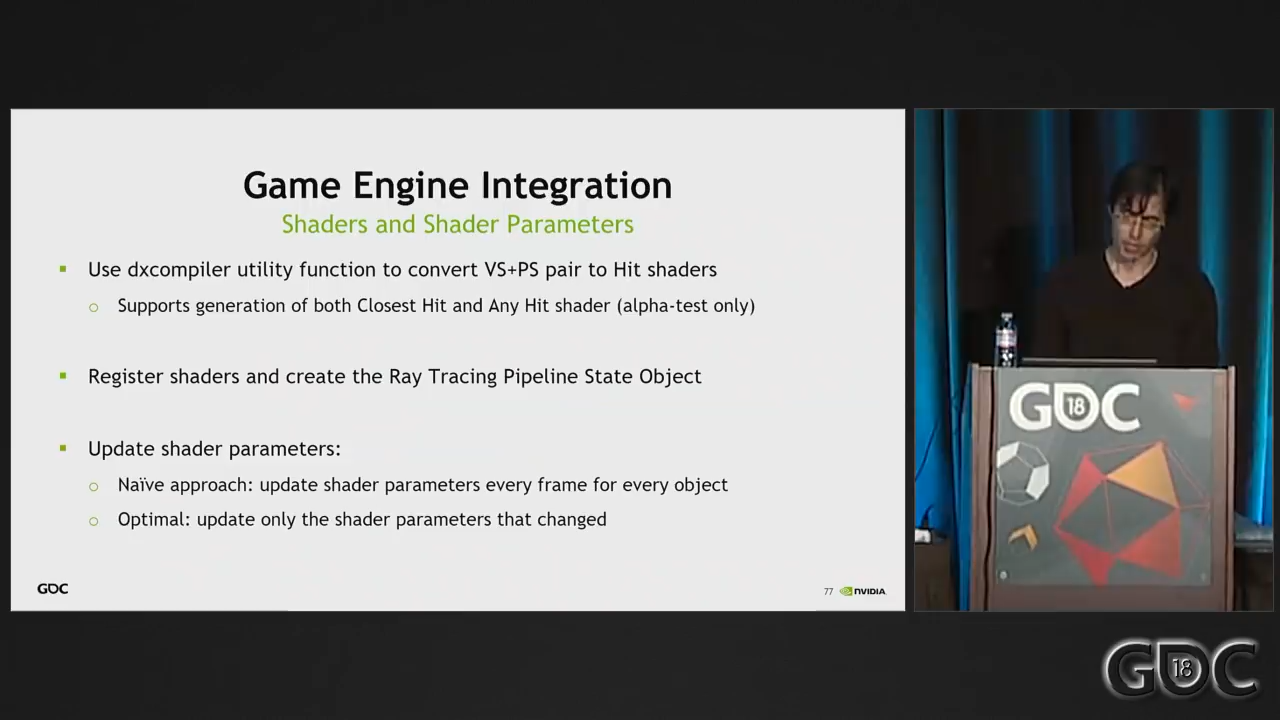 Game Engine Integration
Shaders and Shader Parameters
Use dxcompiler utility function to convert VS+PS pair to Hit shaders
Supports generation of both Closest Hit and Any Hit shader (alpha-test only)
Register shaders and create the Ray Tracing Pipeline State Object
Update shader parameters:
Naïve approach: update shader parameters every frame for every object
Optimal: update only the shader parameters that changed
GDC
77 NVIDIA
GDC 18
GDC 18